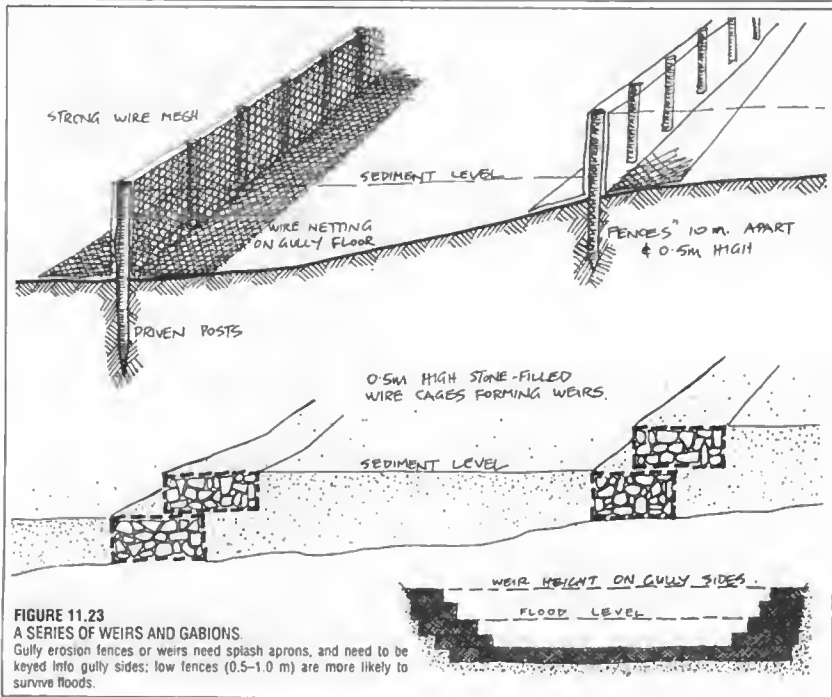 STRONG WIRE MESH
SEDIMENT LEVEL
WIRE NETTING
ON GULLY FLOOR
"FENCES" 10 m. APART
& 0.5m HIGH
DRIVEN POSTS
0.5m HIGH STONE-FILLED
WIRE CAGES FORMING WEIRS.
SEDIMENT LEVEL
WEIR HEIGHT ON GULLY SIDES.
FLOOD LEVEL
FIGURE 11.23
A SERIES OF WEIRS AND GABIONS.
Gully erosion fences or weirs need splash aprons, and need to be
keyed into gully sides; low fences (0.5–1.0 m) are more likely to
survive floods.